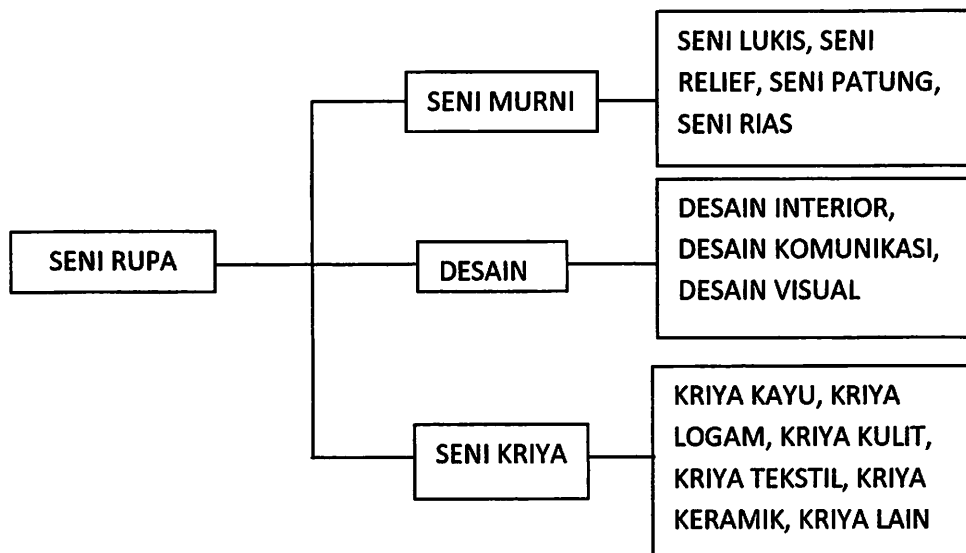 SENI RUPA
SENI MURNI
SENI LUKIS, SENI
RELIEF, SENI PATUNG,
SENI RIAS
DESAIN
DESAIN INTERIOR,
DESAIN KOMUNIKASI,
DESAIN VISUAL
SENI KRIYA
KRIYA KAYU, KRIYA
LOGAM, KRIYA KULIT,
KRIYA TEKSTIL, KRIYA
KERAMIK, KRIYA LAIN